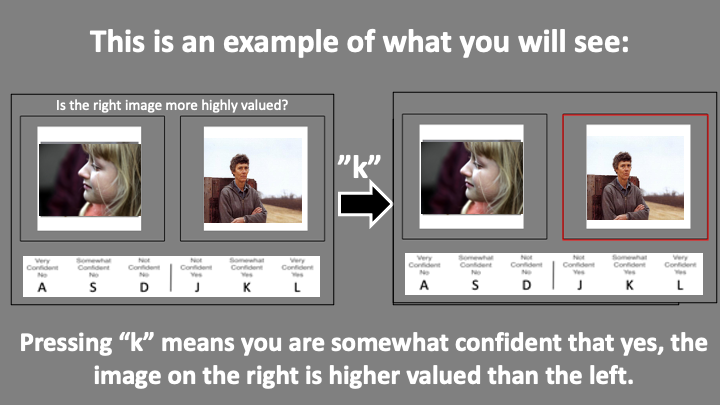 This is an example of what you will see:
Is the right image more highly valued?
Very Confident No
Somewhat Confident No
Not Confident No
Not Confident Yes
Somewhat Confident Yes
Very Confident Yes
A S D J K L
”k”
Very Confident No
Somewhat Confident No
Not Confident No
Not Confident Yes
Somewhat Confident Yes
Very Confident Yes
A S D J K L
Pressing “k” means you are somewhat confident that yes, the
image on the right is higher valued than the left.